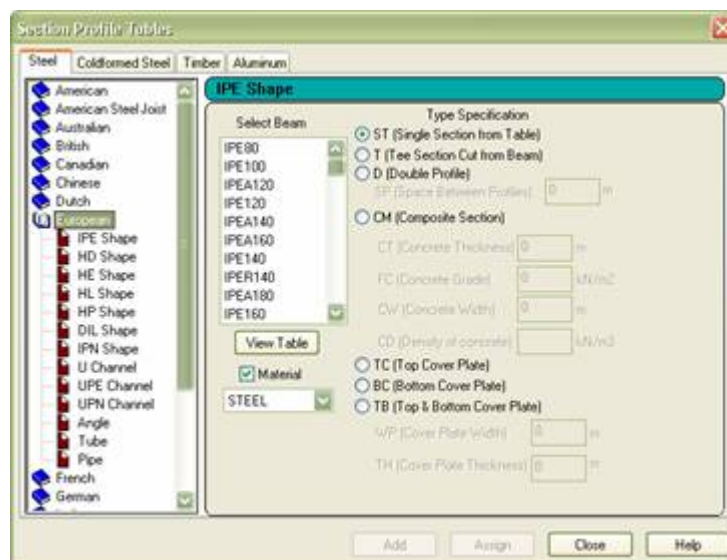 Section Profile Tables
Steel
Coldformed Steel
Timber
Aluminum
American
American Steel Joist
Australian
British
Canadian
Chinese
Dutch
European
IPE Shape
HD Shape
HE Shape
HL Shape
HP Shape
DIL Shape
IPN Shape
U Channel
UPE Channel
UPN Channel
Angle
Tube
Pipe
French
German
IPE Shape
Select Beam
IPE80
IPE100
IPEA120
IPE120
IPEA140
IPEA160
IPE140
IPER140
IPEA180
IPE160
View Table
Material
STEEL
Type Specification
ST (Single Section from Table)
T (Tee Section Cut from Beam)
D (Double Profile)
SP (Space Between Profiles) 0 m
CM (Composite Section)
CT (Concrete Thickness) 0 m
FC (Concrete Grade) 0 kN/m2
CW (Concrete Width) 0 m
CD (Density of concrete) kN/m3
TC (Top Cover Plate)
BC (Bottom Cover Plate)
TB (Top & Bottom Cover Plate)
WP (Cover Plate Width) 0 m
TH (Cover Plate Thickness) 0 m
Add
Assign
Close
Help